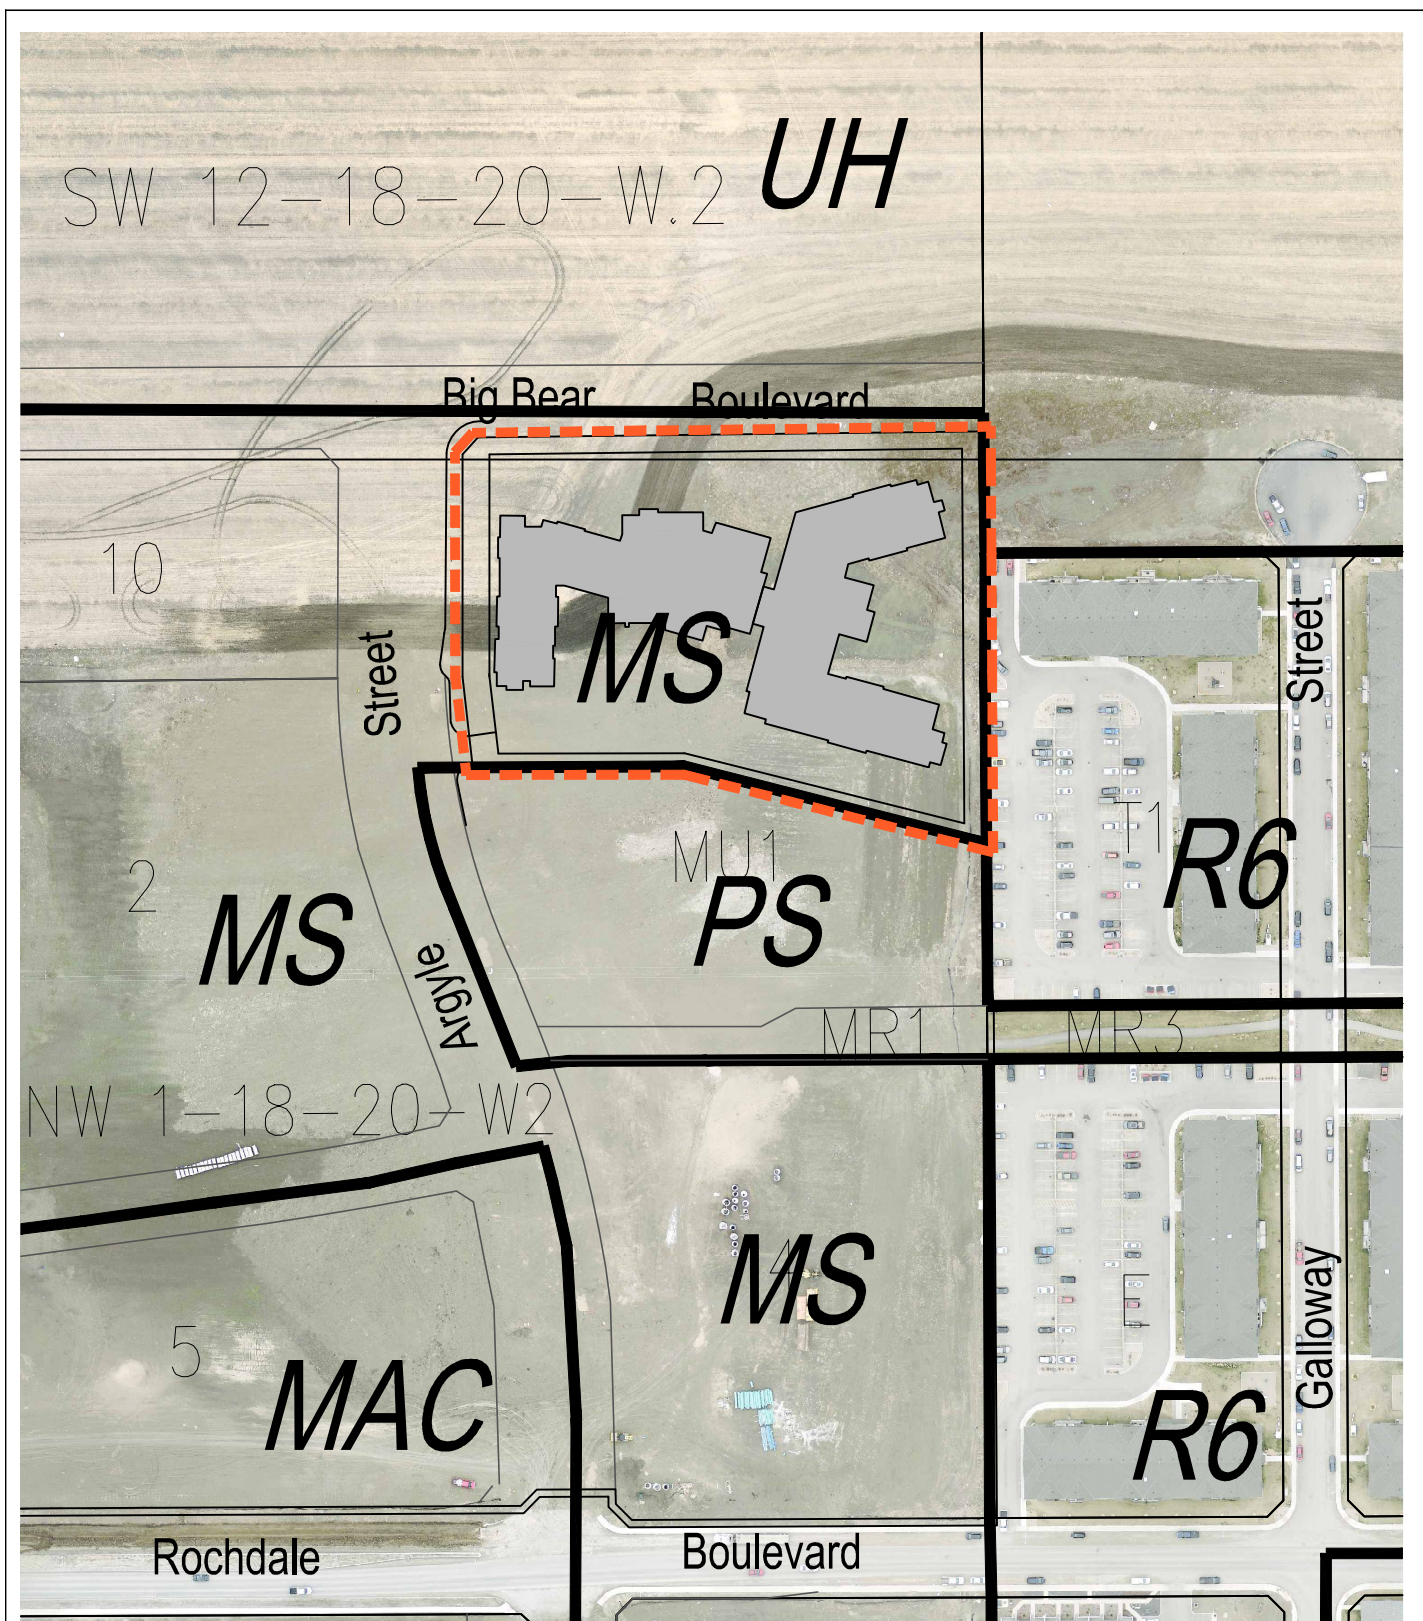 UH
SW 12-18-20-W.2
Big Bear Boulevard
10
MS
Street
Street
2
MS
MU1
PS
T1
R6
Argyle
MR1
MR3
NW 1-18-20-W2
MS
4
Galloway
5
MAC
R6
Rochdale Boulevard